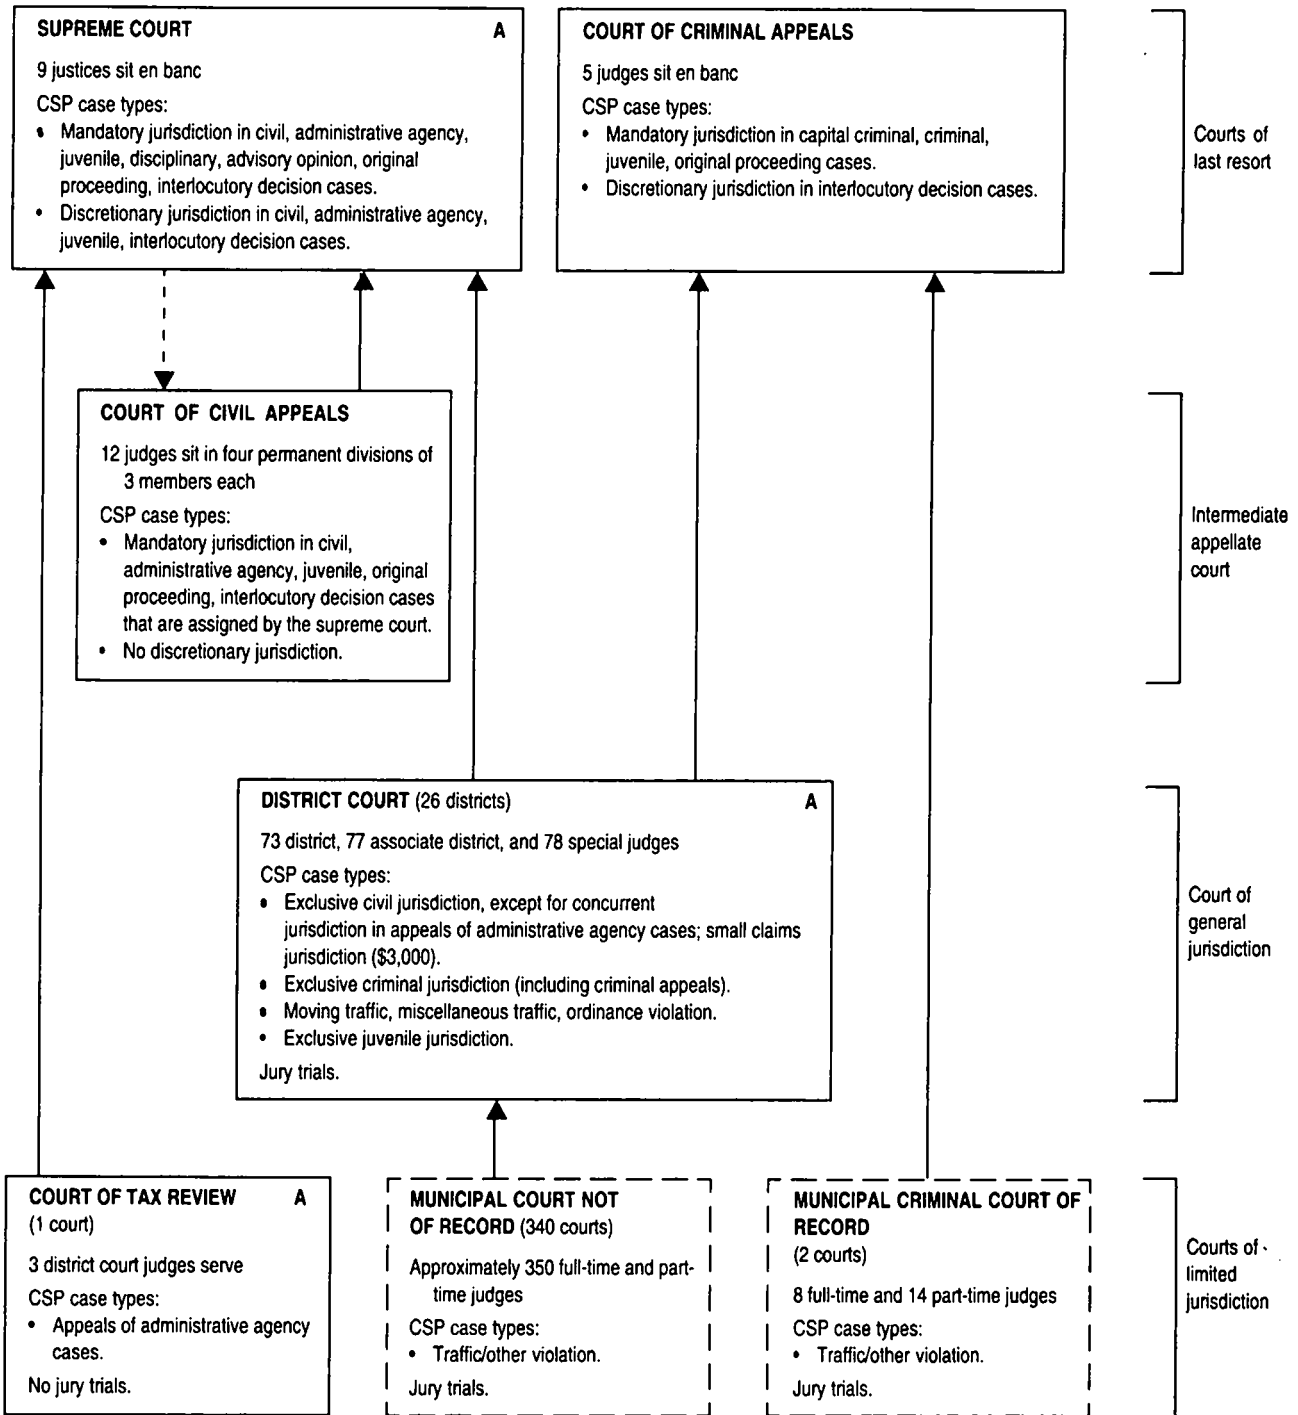 SUPREME COURT A
9 justices sit en banc
CSP case types:
• Mandatory jurisdiction in civil, administrative agency,
juvenile, disciplinary, advisory opinion, original
proceeding, interlocutory decision cases.
• Discretionary jurisdiction in civil, administrative agency,
juvenile, interlocutory decision cases.
COURT OF CRIMINAL APPEALS
5 judges sit en banc
CSP case types:
• Mandatory jurisdiction in capital criminal, criminal,
juvenile, original proceeding cases.
• Discretionary jurisdiction in interlocutory decision cases.
Courts of
last resort
COURT OF CIVIL APPEALS
12 judges sit in four permanent divisions of
3 members each
CSP case types:
• Mandatory jurisdiction in civil,
administrative agency, juvenile, original
proceeding, interlocutory decision cases
that are assigned by the supreme court.
• No discretionary jurisdiction.
Intermediate
appellate
court
DISTRICT COURT (26 districts) A
73 district, 77 associate district, and 78 special judges
CSP case types:
• Exclusive civil jurisdiction, except for concurrent
jurisdiction in appeals of administrative agency cases; small claims
jurisdiction ($3,000).
• Exclusive criminal jurisdiction (including criminal appeals).
• Moving traffic, miscellaneous traffic, ordinance violation.
• Exclusive juvenile jurisdiction.
Jury trials.
Court of
general
jurisdiction
COURT OF TAX REVIEW A
(1 court)
3 district court judges serve
CSP case types:
• Appeals of administrative agency
cases.
No jury trials.
MUNICIPAL COURT NOT
OF RECORD (340 courts)
Approximately 350 full-time and part-
time judges
CSP case types:
• Traffic/other violation.
Jury trials.
MUNICIPAL CRIMINAL COURT OF
RECORD
(2 courts)
8 full-time and 14 part-time judges
CSP case types:
• Traffic/other violation.
Jury trials.
Courts of
limited
jurisdiction